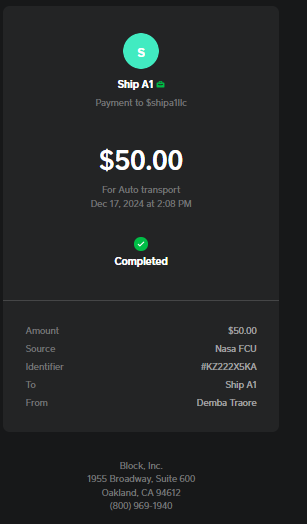 S
Ship A1
Payment to $shipa1llc
$50.00
For Auto transport
Dec 17, 2024 at 2:08 PM
Completed
Amount $50.00
Source Nasa FCU
Identifier #KZ222X5KA
To Ship A1
From Demba Traore
Block, Inc.
1955 Broadway, Suite 600
Oakland, CA 94612
(800) 969-1940